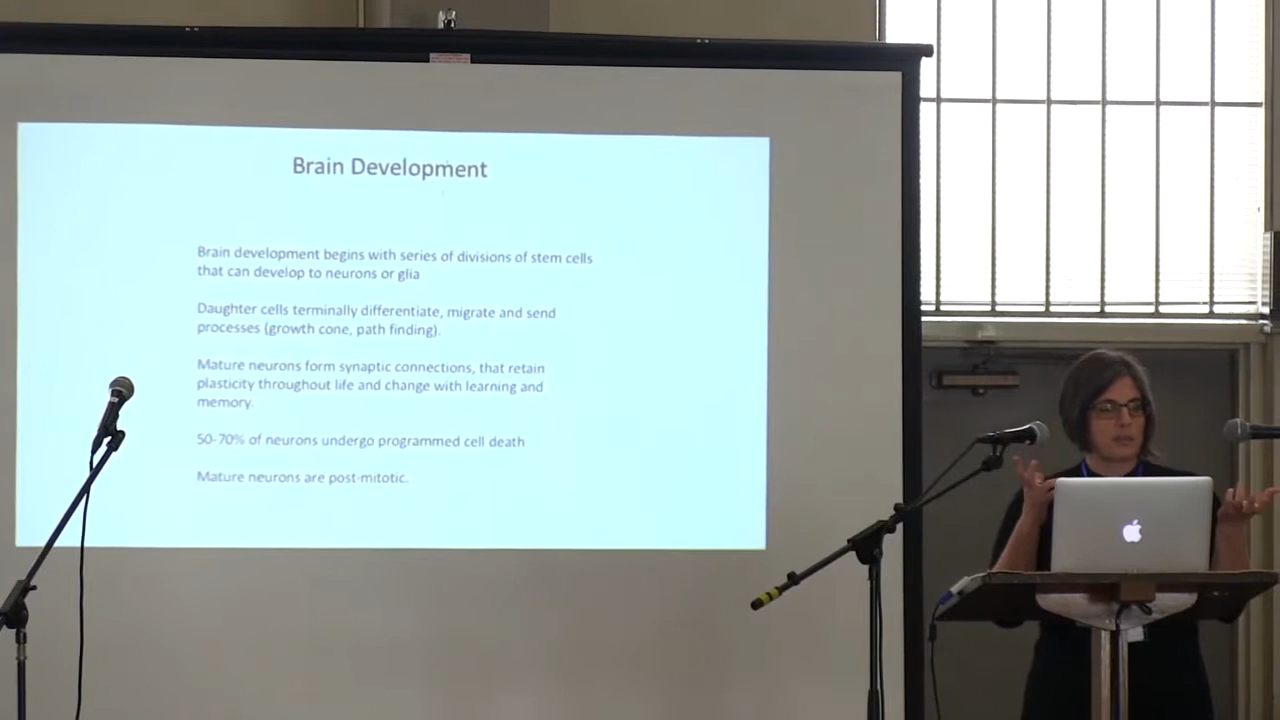 Brain Development
Brain development begins with series of divisions of stem cells
that can develop to neurons or glia
Daughter cells terminally differentiate, migrate and send
processes (growth cone, path finding).
Mature neurons form synaptic connections, that retain
plasticity throughout life and change with learning and
memory.
50-70% of neurons undergo programmed cell death
Mature neurons are post-mitotic.